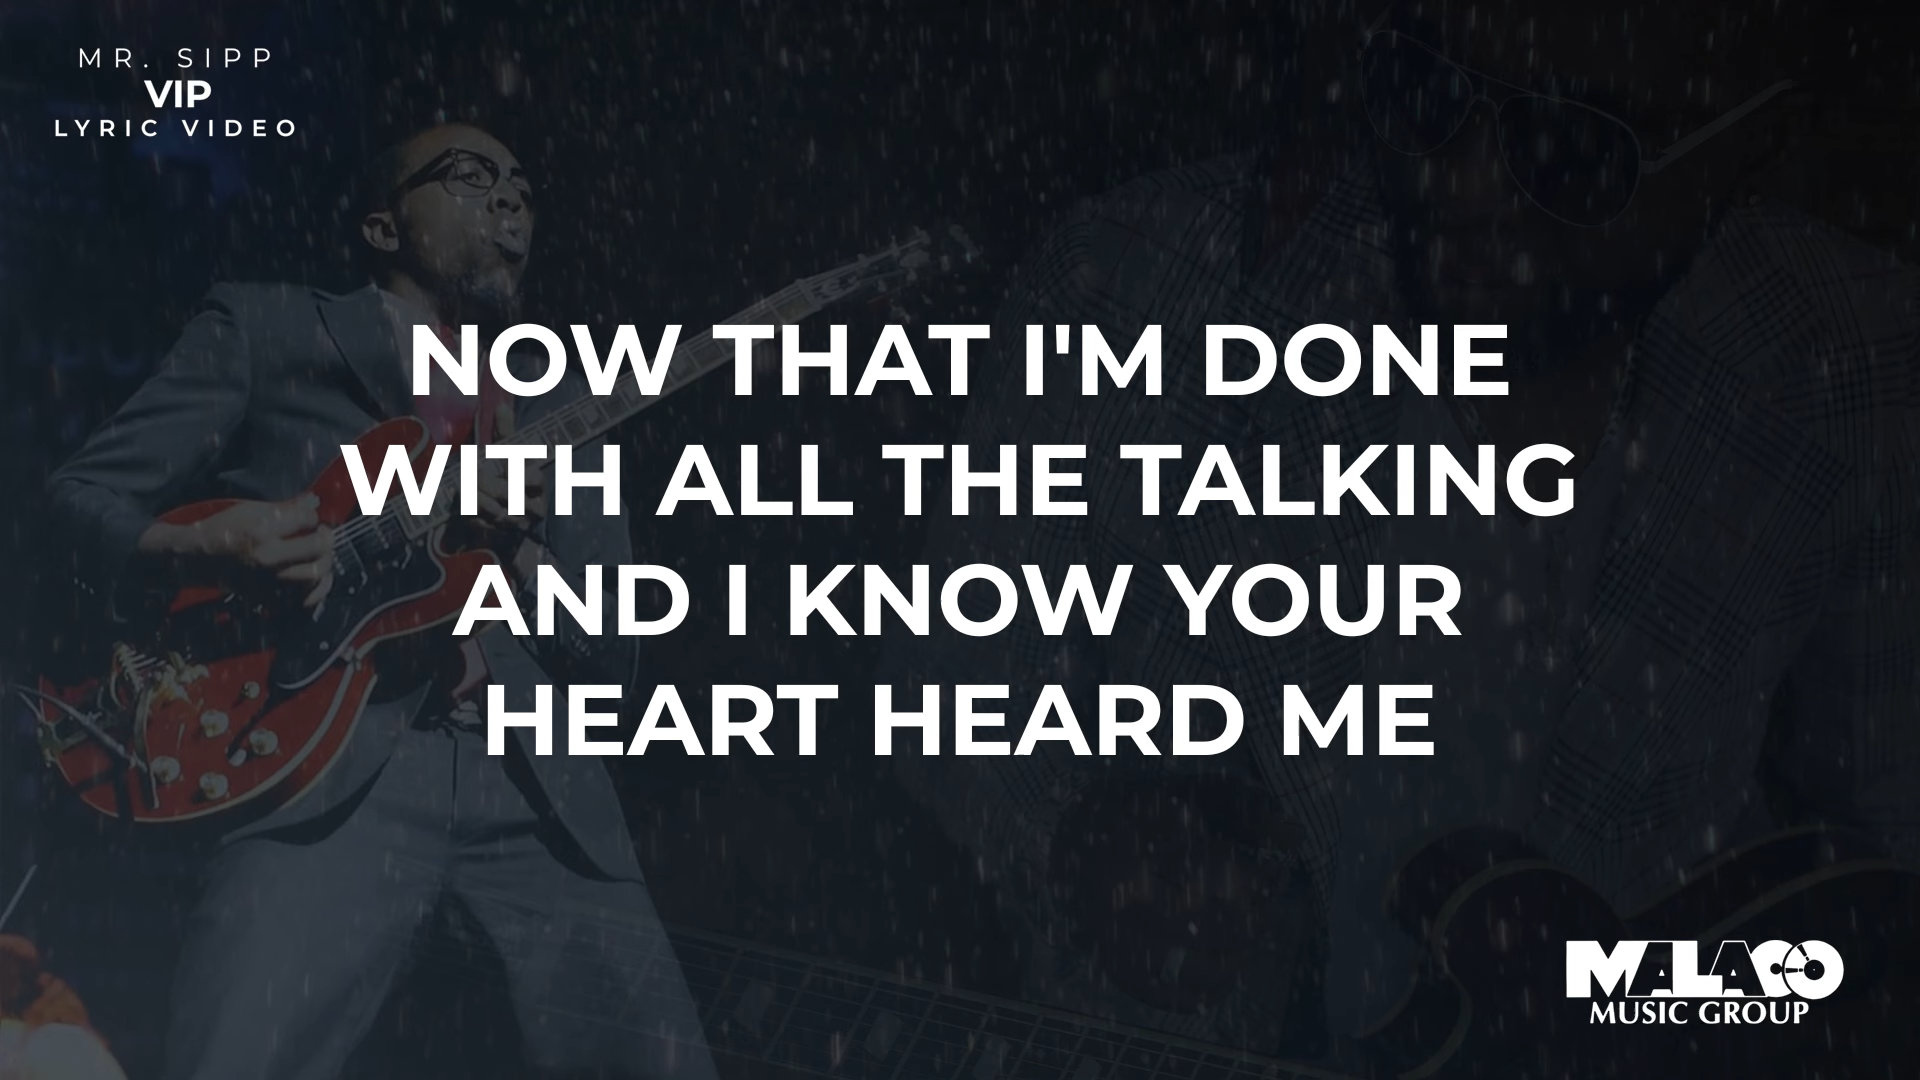 MR. SIPP
VIP
LYRIC VIDEO
NOW THAT I'M DONE
WITH ALL THE TALKING
AND I KNOW YOUR
HEART HEARD ME
MALACO
MUSIC GROUP